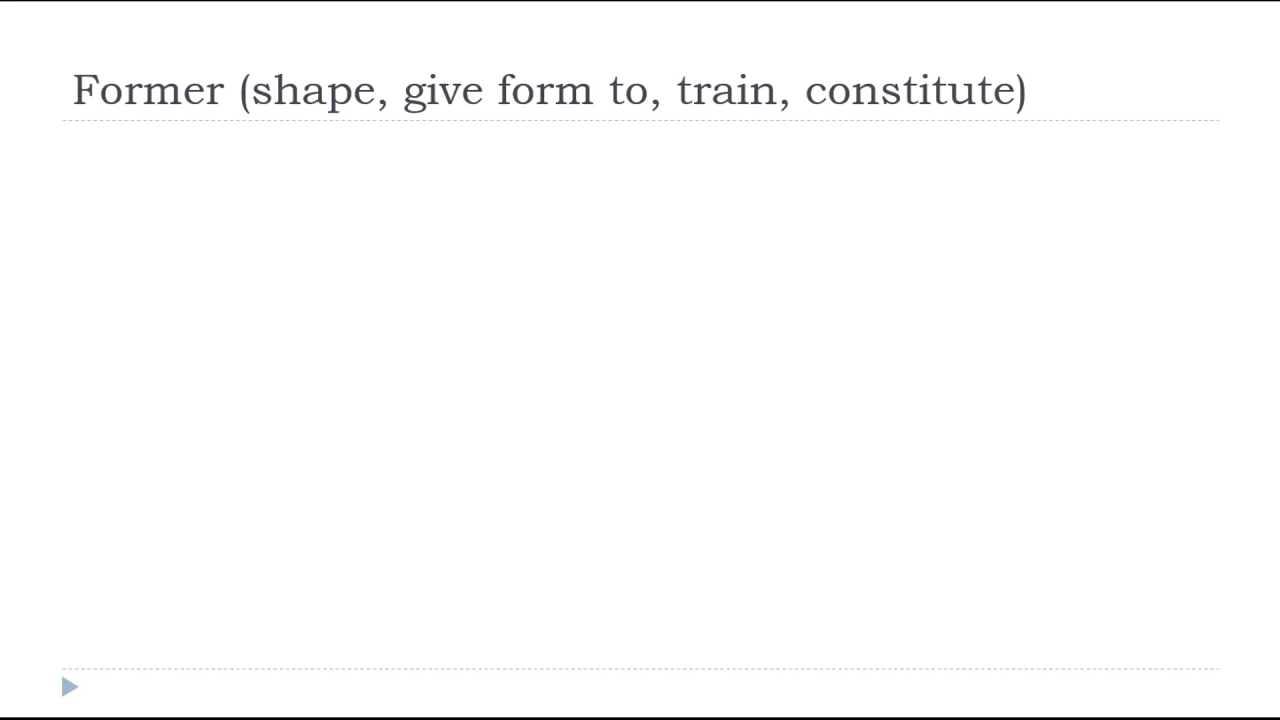 Former (shape, give form to, train, constitute)